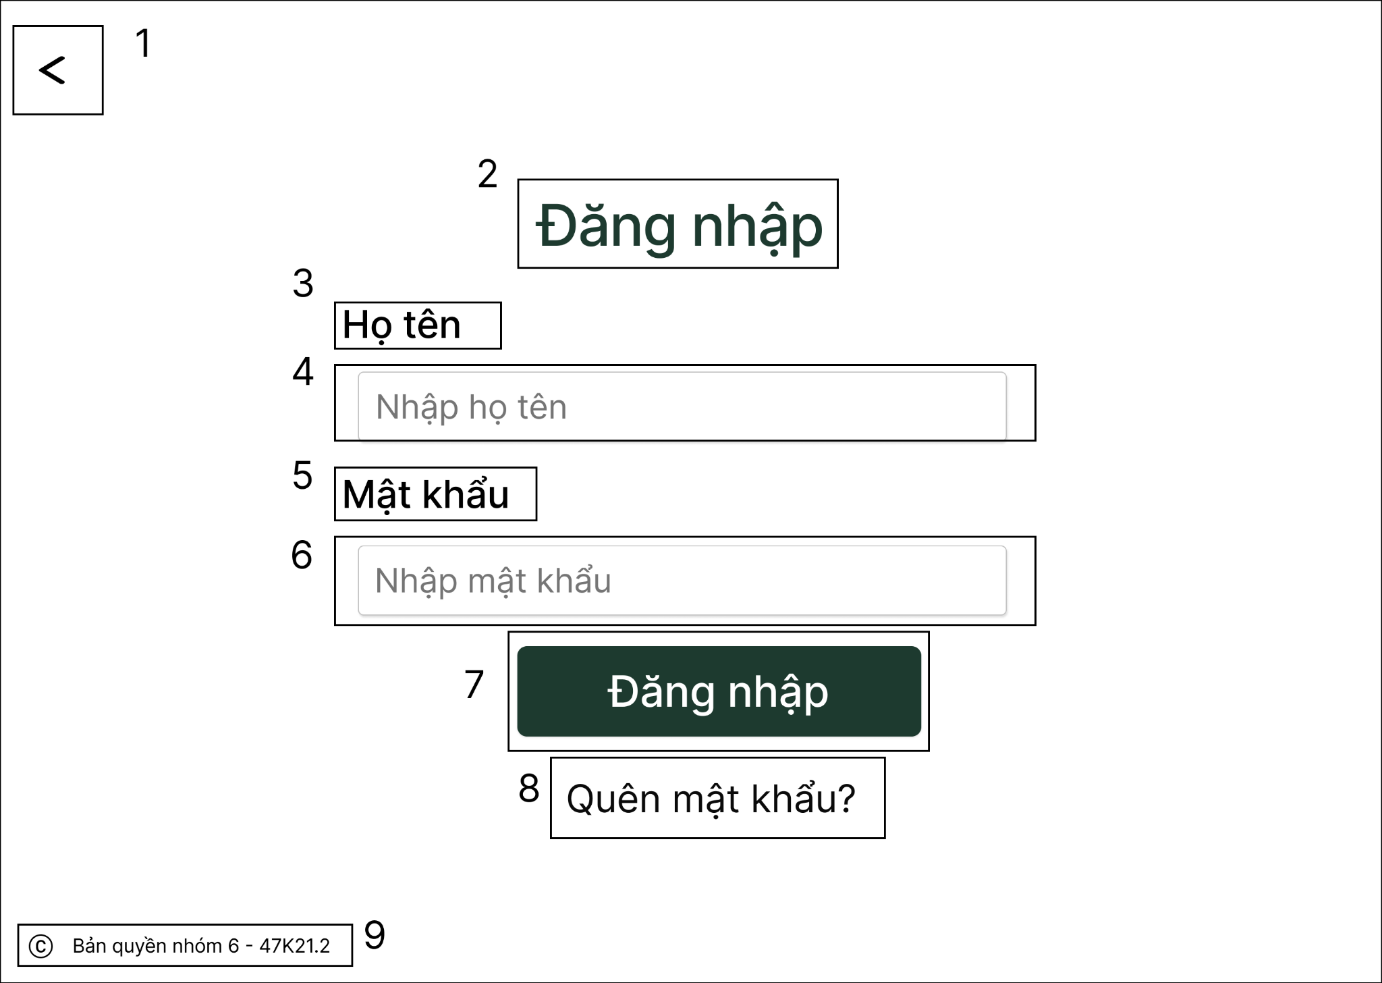 < 1
2
Đăng nhập
3
Họ tên
4
Nhập họ tên
5
Mật khẩu
6
Nhập mật khẩu
7 Đăng nhập
8 Quên mật khẩu?
© Bản quyền nhóm 6 - 47K21.2 9